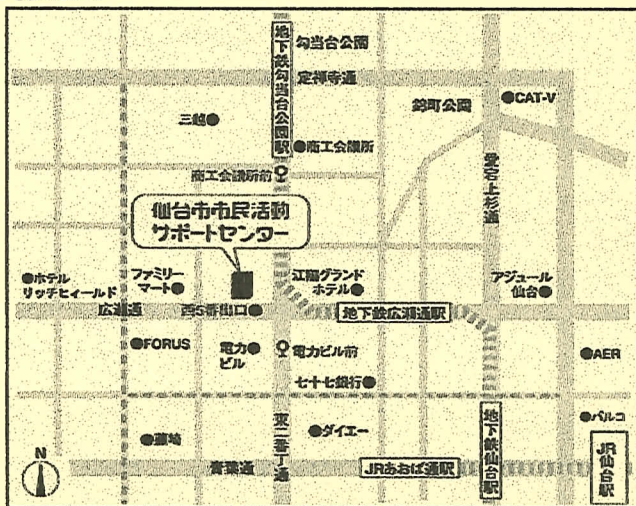 勾当台公園
地下鉄勾当台公園駅
定禅寺通
錦町公園
●CAT-V
三越●
●商工会議所
商工会議所前
愛宕上杉通
仙台市市民活動
サポートセンター
●ホテル
リッチヒィールド
ファミリー
マート●
江陽グランド
ホテル●
アジュール
仙台●
広瀬通
西5番出口●
地下鉄広瀬通駅
●FORUS
電力●
ビル
電力ビル前
●AER
七十七銀行●
●パルコ
●藤崎
東二番丁通
●ダイエー
地下鉄仙台駅
JR仙台駅
青葉通
JRあおば通駅
N